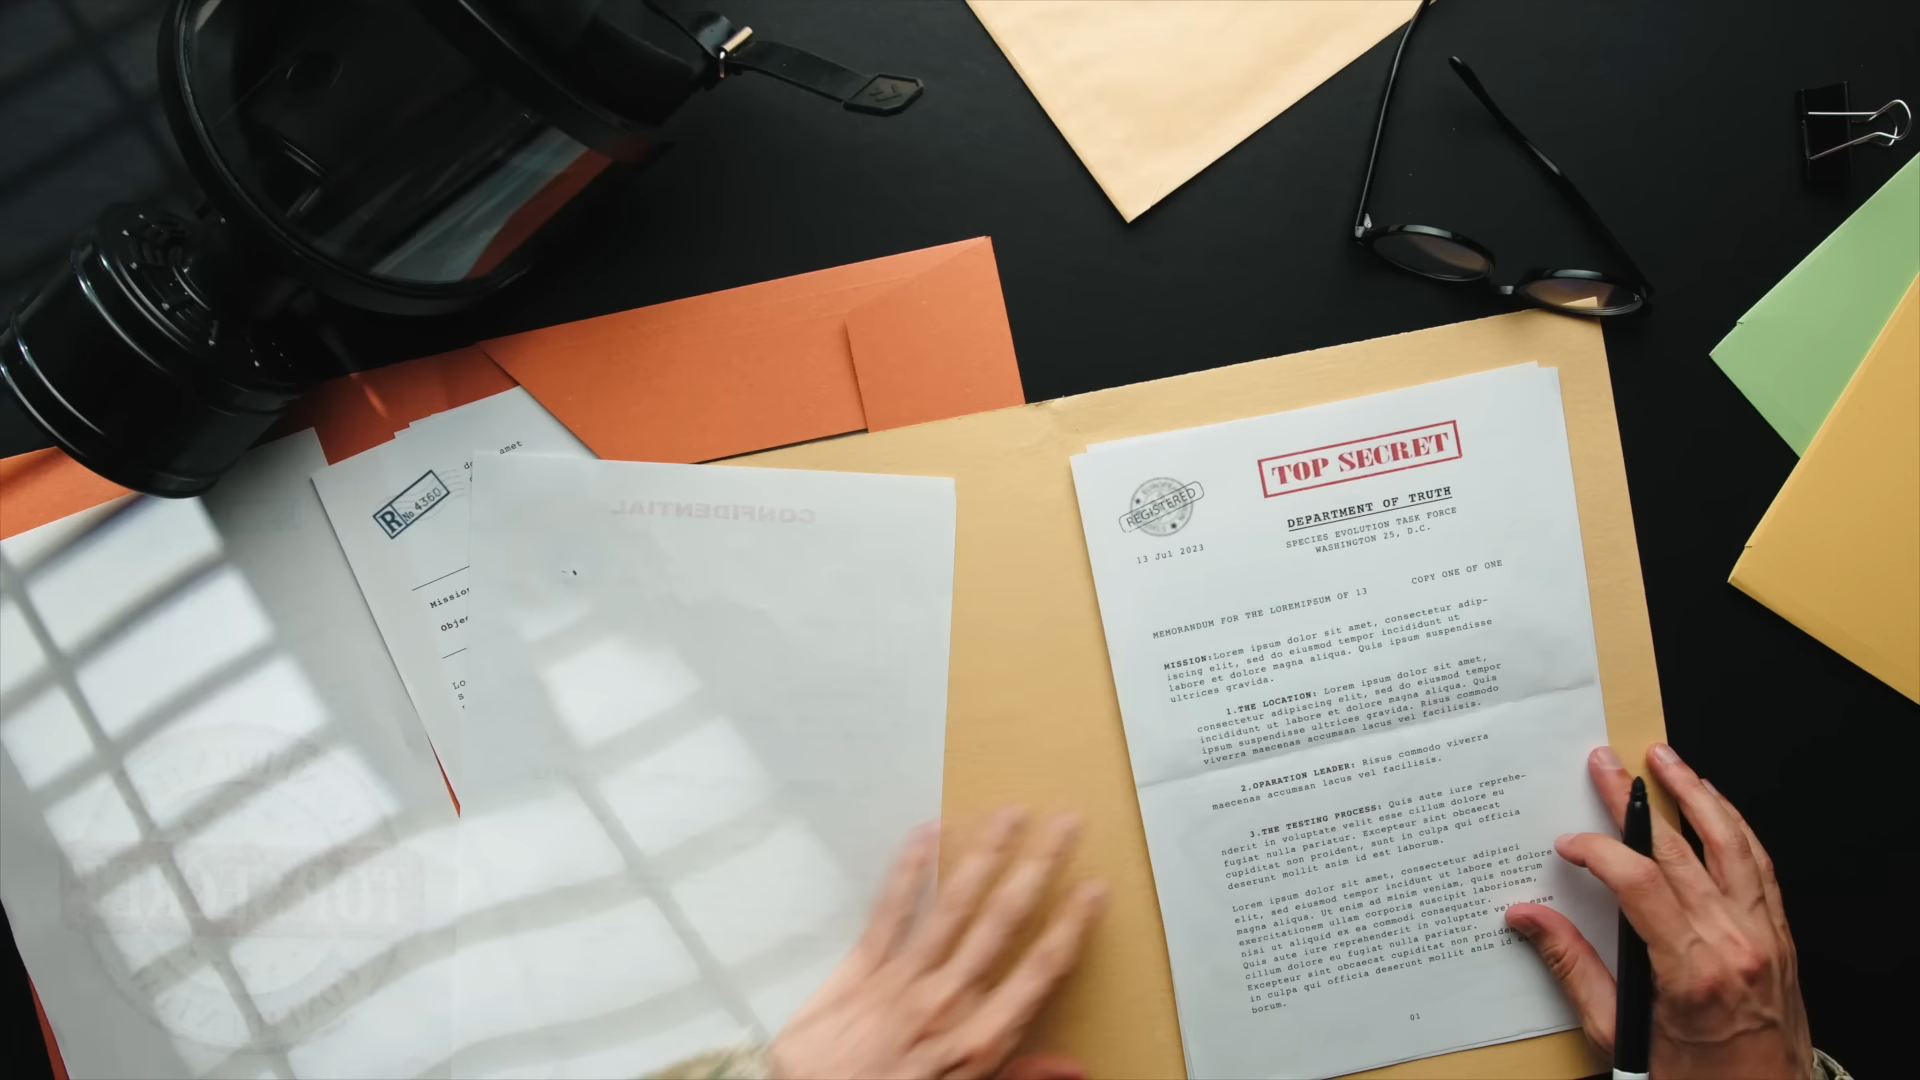 amet
R No 4360
CONFIDENTIAL
TOP SECRET
REGISTERED
DEPARTMENT OF TRUTH
SPECIES EVOLUTION TASK FORCE
WASHINGTON 25, D.C.
13 Jul 2023
COPY ONE OF ONE
MEMORANDUM FOR THE LOREMIPSUM OF 13
MISSION:Lorem ipsum dolor sit amet, consectetur adip-
iscing elit, sed do eiusmod tempor incididunt ut
labore et dolore magna aliqua. Quis ipsum suspendisse
ultrices gravida.
1.THE LOCATION: Lorem ipsum dolor sit amet,
consectetur adipiscing elit, sed do eiusmod tempor
incididunt ut labore et dolore magna aliqua. Quis
ipsum suspendisse ultrices gravida. Risus commodo
viverra maecenas accumsan lacus vel facilisis.
2.OPARATION LEADER: Risus commodo viverra
maecenas accumsan lacus vel facilisis.
3.THE TESTING PROCESS: Quis aute iure reprehe-
nderit in voluptate velit esse cillum dolore eu
fugiat nulla pariatur. Excepteur sint obcaecat
cupiditat non proident, sunt in culpa qui officia
deserunt mollit anim id est laborum.
Lorem ipsum dolor sit amet, consectetur adipisci
elit, sed eiusmod tempor incidunt ut labore et dolore
magna aliqua. Ut enim ad minim veniam, quis nostrum
exercitationem ullam corporis suscipit laboriosam,
nisi ut aliquid ex ea commodi consequatur.
Quis aute iure reprehenderit in voluptate velit esse
cillum dolore eu fugiat nulla pariatur.
Excepteur sint obcaecat cupiditat non proident
in culpa qui officia deserunt mollit anim id e
borum.
01